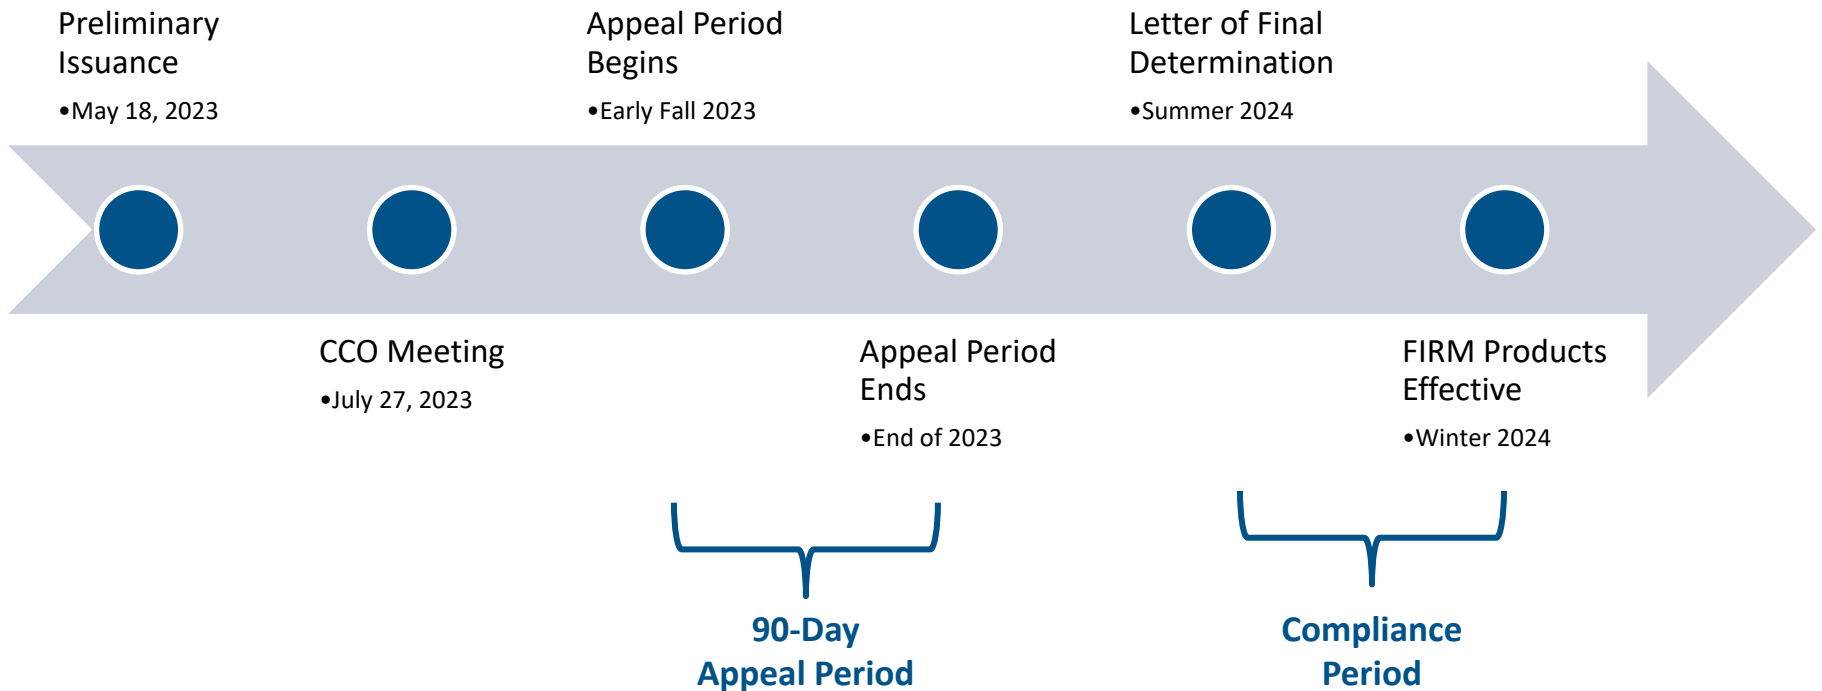 Preliminary
Issuance
•May 18, 2023
CCO Meeting
•July 27, 2023
Appeal Period
Begins
•Early Fall 2023
Appeal Period
Ends
•End of 2023
Letter of Final
Determination
•Summer 2024
FIRM Products
Effective
•Winter 2024
90-Day
Appeal Period
Compliance
Period